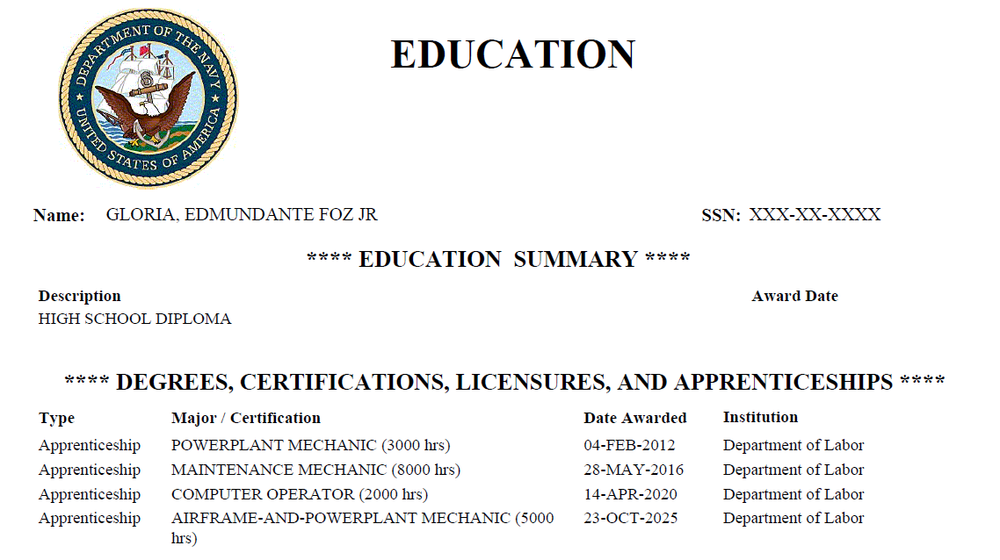 DEPARTMENT OF THE NAVY
UNITED STATES OF AMERICA
EDUCATION
Name: GLORIA, EDMUNDANTE FOZ JR SSN: XXX-XX-XXXX
**** EDUCATION SUMMARY ****
Description Award Date
HIGH SCHOOL DIPLOMA
**** DEGREES, CERTIFICATIONS, LICENSURES, AND APPRENTICESHIPS ****
Type Major / Certification Date Awarded Institution
Apprenticeship POWERPLANT MECHANIC (3000 hrs) 04-FEB-2012 Department of Labor
Apprenticeship MAINTENANCE MECHANIC (8000 hrs) 28-MAY-2016 Department of Labor
Apprenticeship COMPUTER OPERATOR (2000 hrs) 14-APR-2020 Department of Labor
Apprenticeship AIRFRAME-AND-POWERPLANT MECHANIC (5000 23-OCT-2025 Department of Labor
hrs)